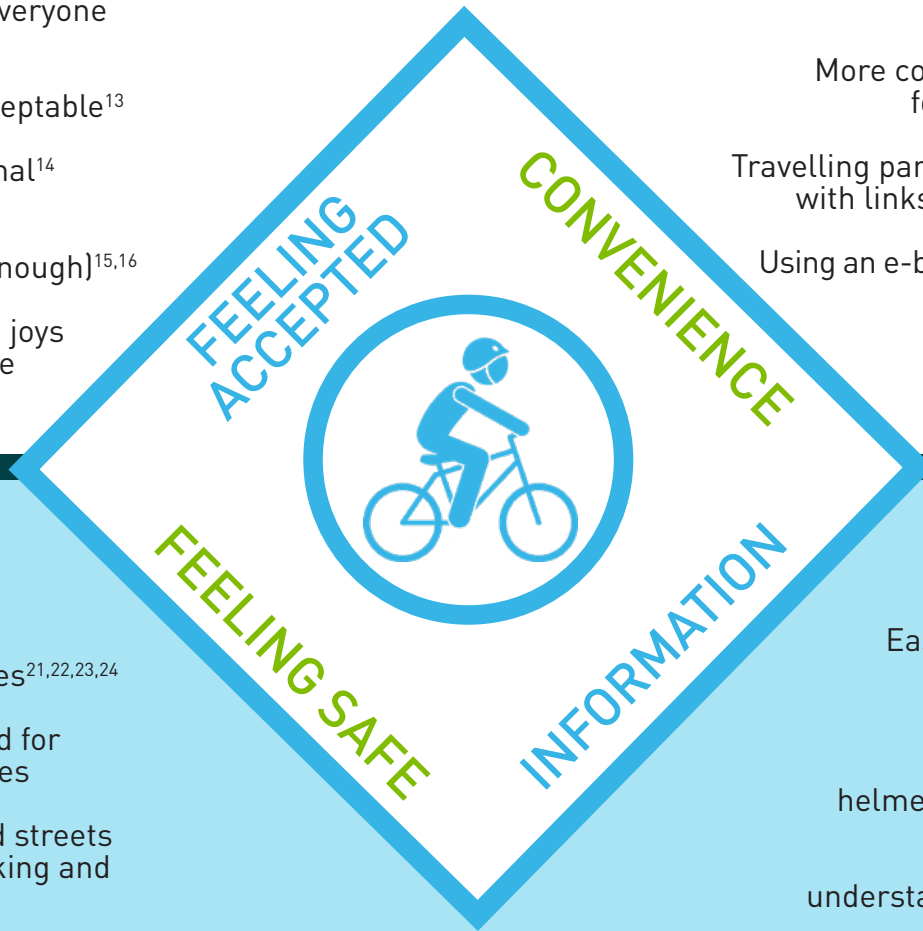 veryone
eptable13
nal14
nough)15,16
joys
e
More co
fo
Travelling par
with links
Using an e-b
FEELING
ACCEPTED
CONVENIENCE
FEELING SAFE
INFORMATION
es21,22,23,24
d for
es
d streets
king and
Ea
helme
understa